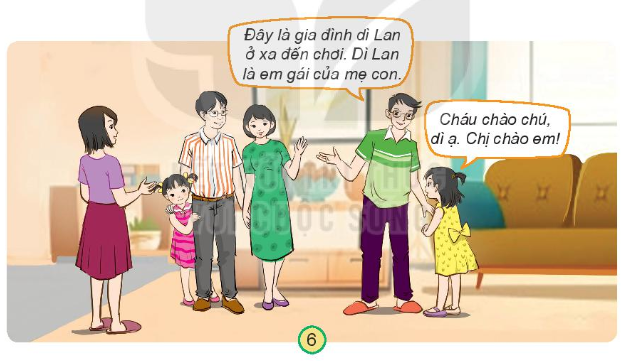 Đây là gia đình dì Lan
ở xa đến chơi. Dì Lan
là em gái của mẹ con.
Cháu chào chú,
dì ạ. Chị chào em!
6